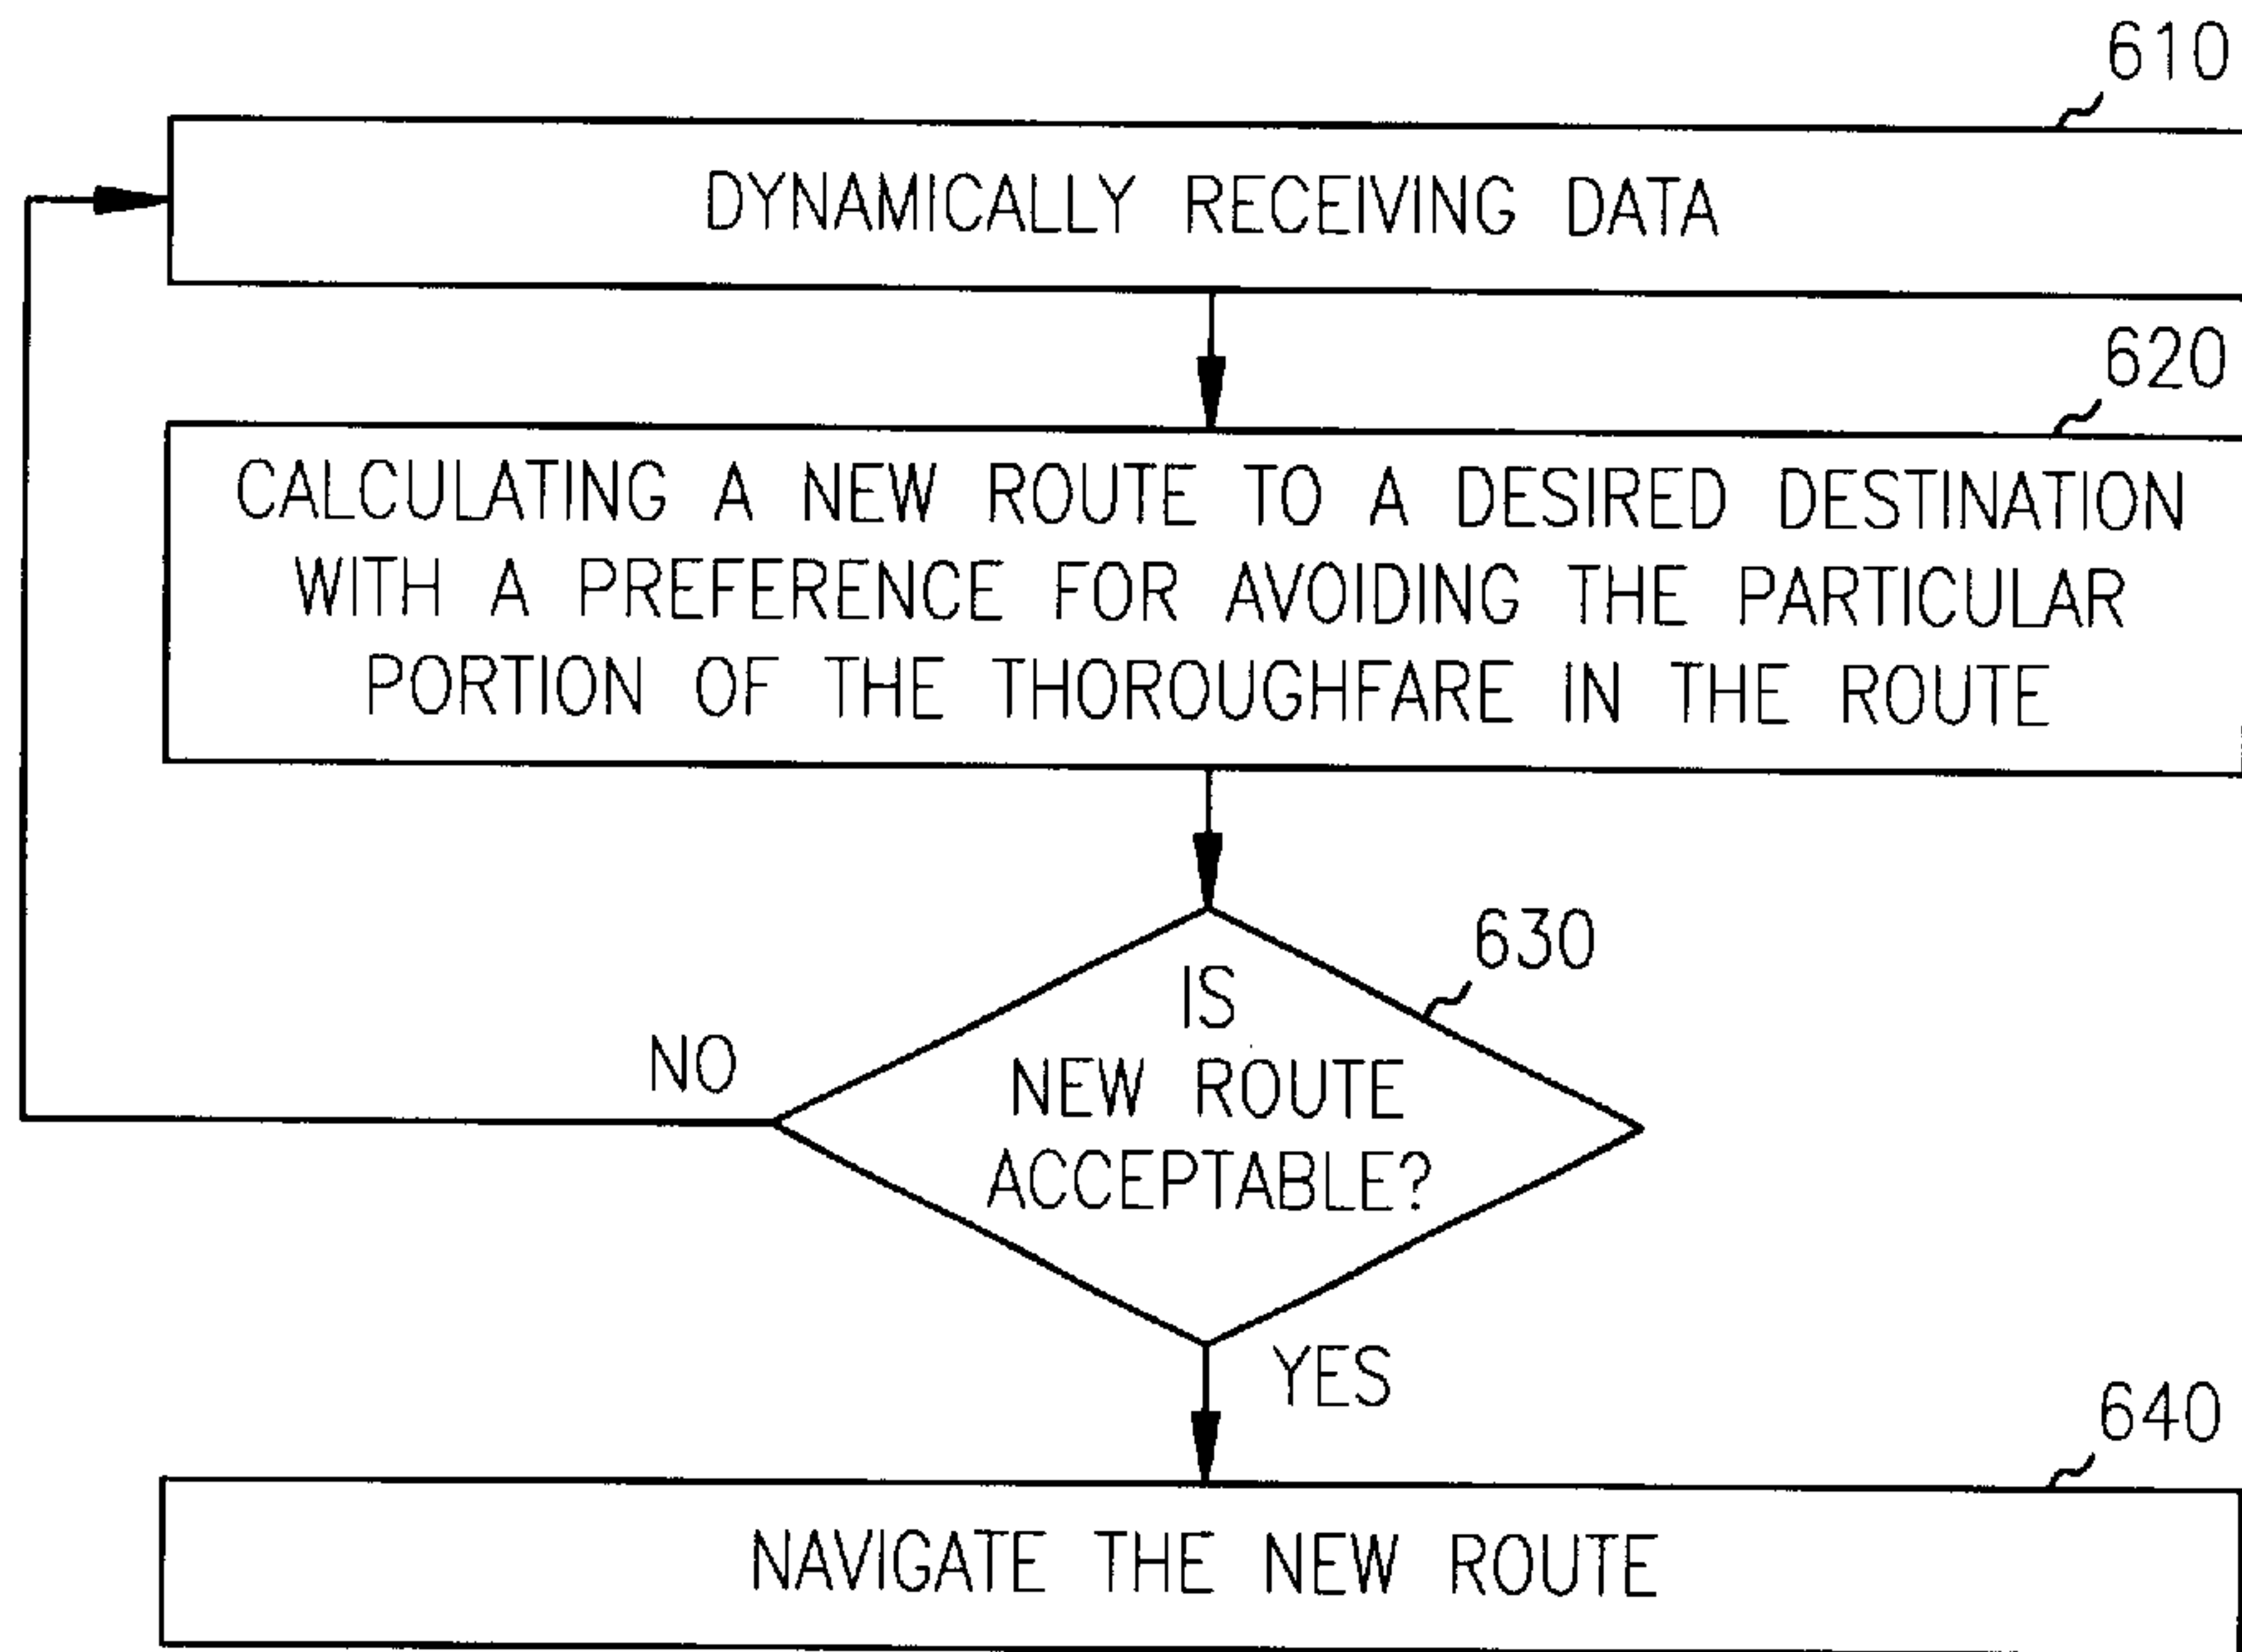 610
DYNAMICALLY RECEIVING DATA
620
CALCULATING A NEW ROUTE TO A DESIRED DESTINATION
WITH A PREFERENCE FOR AVOIDING THE PARTICULAR
PORTION OF THE THOROUGHFARE IN THE ROUTE
630
IS
NEW ROUTE
ACCEPTABLE?
NO
YES
640
NAVIGATE THE NEW ROUTE